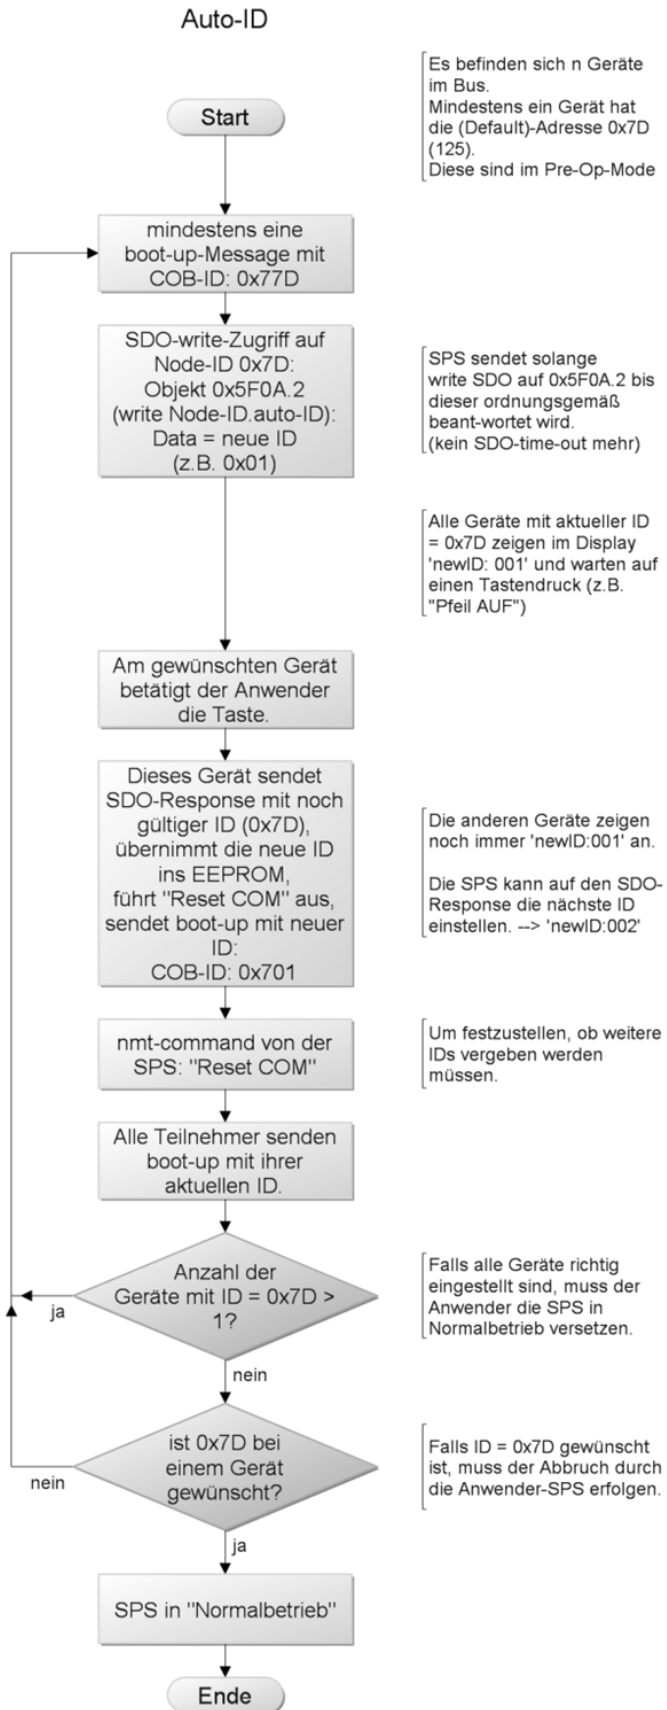 Auto-ID
Es befinden sich n Geräte
im Bus.
Mindestens ein Gerät hat
die (Default)-Adresse 0x7D
(125).
Diese sind im Pre-Op-Mode
Start
mindestens eine
boot-up-Message mit
COB-ID: 0x77D
SDO-write-Zugriff auf
Node-ID 0x7D:
Objekt 0x5F0A.2
(write Node-ID.auto-ID):
Data = neue ID
(z.B. 0x01)
SPS sendet solange
write SDO auf 0x5F0A.2 bis
dieser ordnungsgemäß
beant-wortet wird.
(kein SDO-time-out mehr)
Alle Geräte mit aktueller ID
= 0x7D zeigen im Display
'newID: 001' und warten auf
einen Tastendruck (z.B.
"Pfeil AUF")
Am gewünschten Gerät
betätigt der Anwender
die Taste.
Dieses Gerät sendet
SDO-Response mit noch
gültiger ID (0x7D),
übernimmt die neue ID
ins EEPROM,
führt "Reset COM" aus,
sendet boot-up mit neuer
ID:
COB-ID: 0x701
Die anderen Geräte zeigen
noch immer 'newID:001' an.
Die SPS kann auf den SDO-
Response die nächste ID
einstellen. --> 'newID:002'
nmt-command von der
SPS: "Reset COM"
Um festzustellen, ob weitere
IDs vergeben werden
müssen.
Alle Teilnehmer senden
boot-up mit ihrer
aktuellen ID.
Anzahl der
Geräte mit ID = 0x7D >
1?
ja
nein
Falls alle Geräte richtig
eingestellt sind, muss der
Anwender die SPS in
Normalbetrieb versetzen.
ist 0x7D bei
einem Gerät
gewünscht?
nein
ja
Falls ID = 0x7D gewünscht
ist, muss der Abbruch durch
die Anwender-SPS erfolgen.
SPS in "Normalbetrieb"
Ende